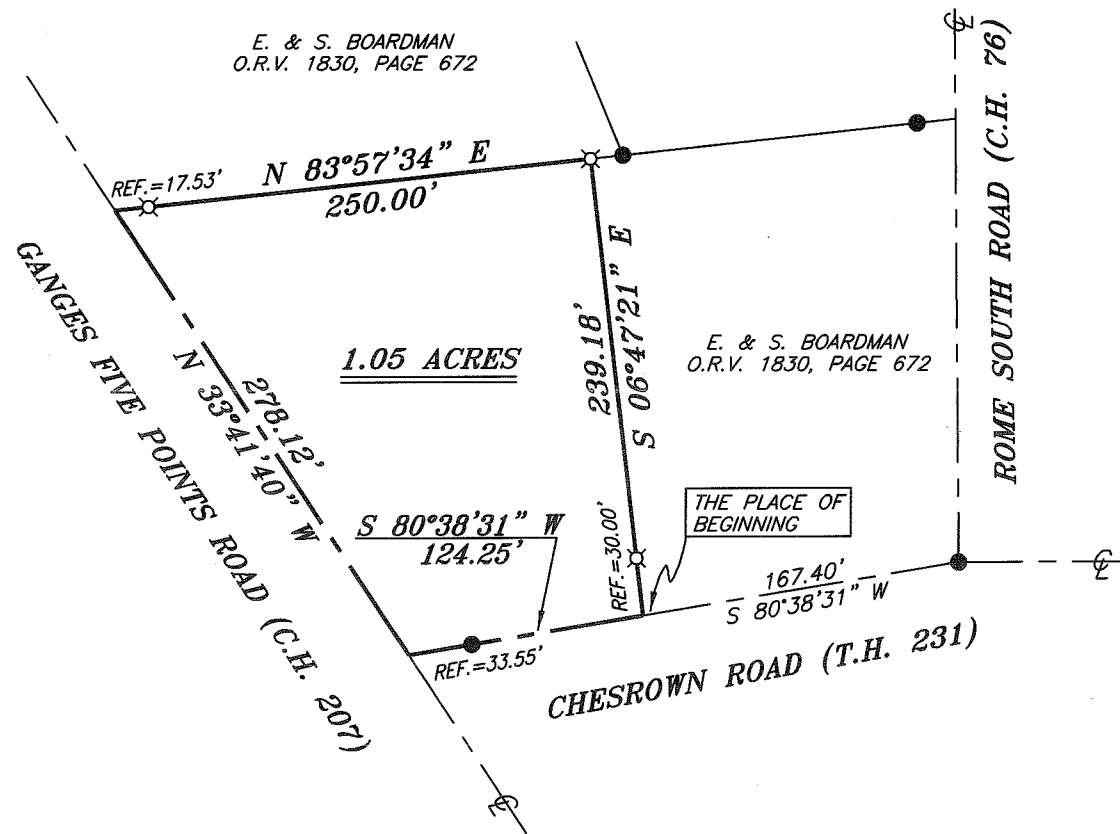 E. & S. BOARDMAN
O.R.V. 1830, PAGE 672
ROME SOUTH ROAD (C.H. 76)
REF.=17.53'
N 83°57'34" E
250.00'
GANGES FIVE POINTS ROAD (C.H. 207)
278.12'
N 33°41'40" W
1.05 ACRES
239.18'
S 06°47'21" E
E. & S. BOARDMAN
O.R.V. 1830, PAGE 672
S 80°38'31" W
124.25'
REF.=30.00'
THE PLACE OF
BEGINNING
167.40'
S 80°38'31" W
REF.=33.55'
CHESROWN ROAD (T.H. 231)